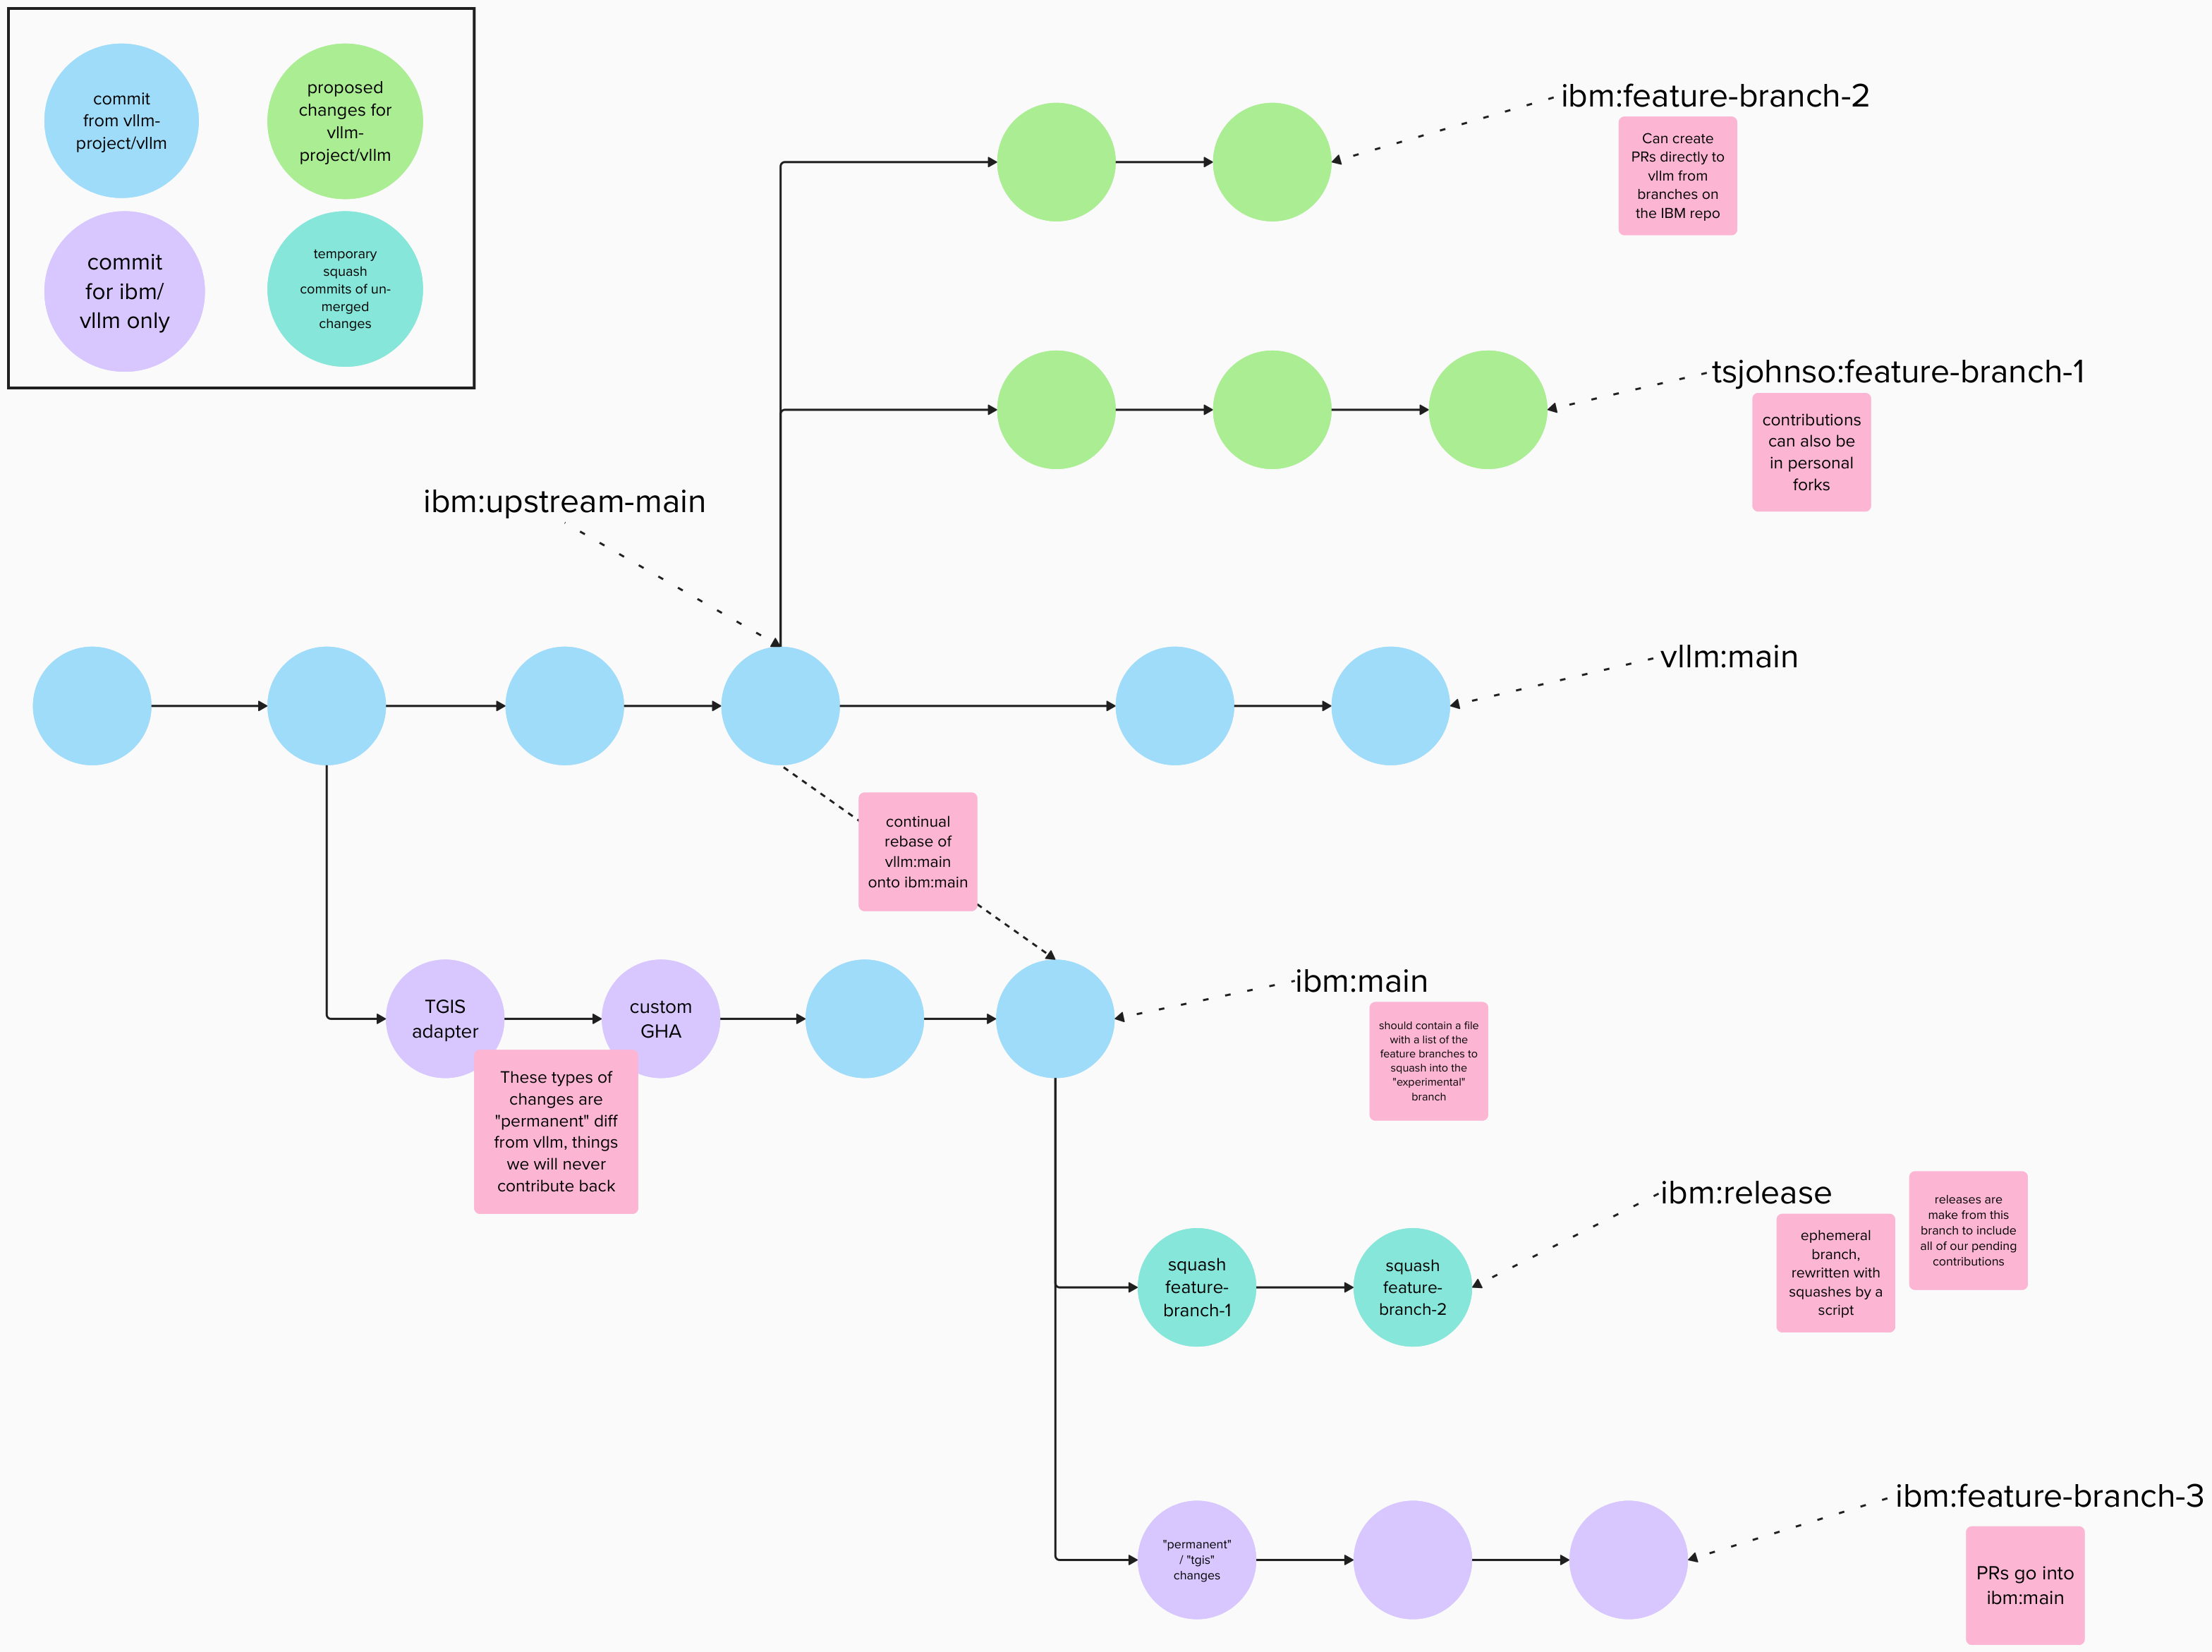 commit
from vllm-
project/vllm
proposed
changes for
vllm-
project/vllm
commit
for ibm/
vllm only
temporary
squash
commits of un-
merged
changes
ibm:feature-branch-2
Can create
PRs directly to
vllm from
branches on
the IBM repo
tsjohnso:feature-branch-1
contributions
can also be
in personal
forks
ibm:upstream-main
vllm:main
continual
rebase of
vllm:main
onto ibm:main
TGIS
adapter
custom
GHA
These types of
changes are
"permanent" diff
from vllm, things
we will never
contribute back
ibm:main
should contain a file
with a list of the
feature branches to
squash into the
"experimental"
branch
ibm:release
ephemeral
branch,
rewritten with
squashes by a
script
releases are
make from this
branch to include
all of our pending
contributions
squash
feature-
branch-1
squash
feature-
branch-2
ibm:feature-branch-3
PRs go into
ibm:main
"permanent"
/ "tgis"
changes